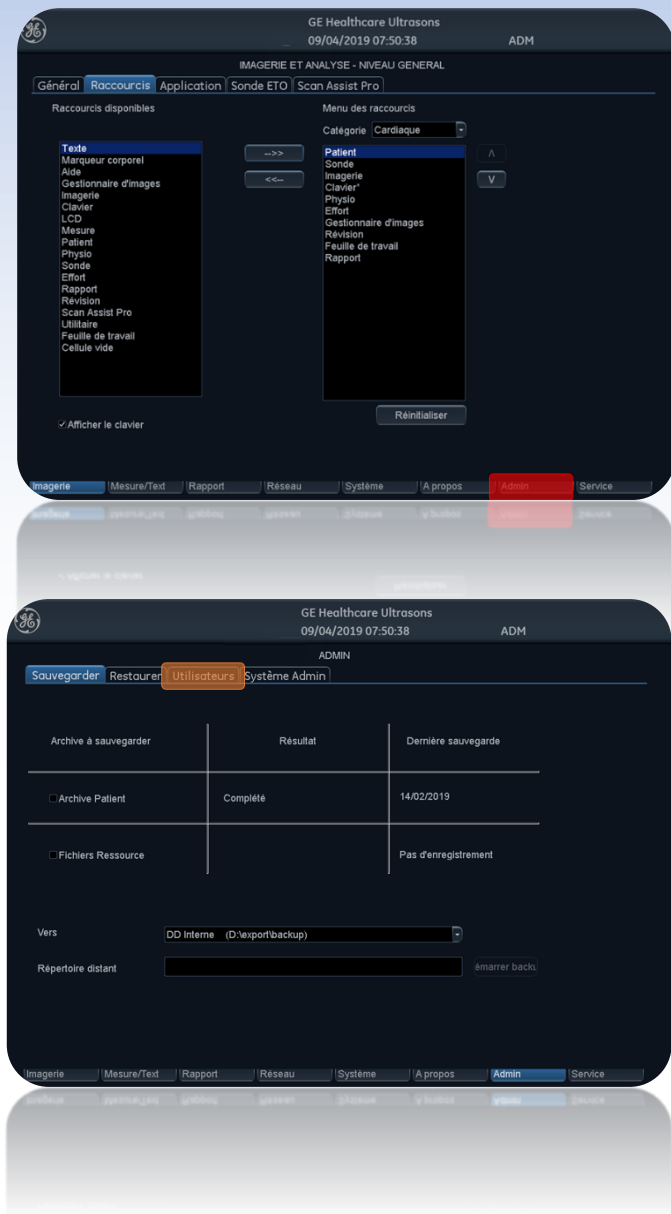 GE Healthcare Ultrasons
09/04/2019 07:50:38 ADM
IMAGERIE ET ANALYSE - NIVEAU GENERAL
Général Raccourcis Application Sonde ETO Scan Assist Pro
Raccourcis disponibles
Texte
Marqueur corporel
Aide
Gestionnaire d'images
Imagerie
Clavier
LCD
Mesure
Patient
Physio
Sonde
Effort
Rapport
Révision
Scan Assist Pro
Utilitaire
Feuille de travail
Cellule vide
Afficher le clavier
-->>
<<--
Menu des raccourcis
Catégorie Cardiaque
Patient
Sonde
Imagerie
Clavier*
Physio
Effort
Gestionnaire d'images
Révision
Feuille de travail
Rapport
Λ
V
Réinitialiser
Imagerie Mesure/Text Rapport Réseau Système A propos Admin Service
GE Healthcare Ultrasons
09/04/2019 07:50:38 ADM
ADMIN
Sauvegarder Restaurer Utilisateurs Système Admin
Archive à sauvegarder Résultat Dernière sauvegarde
Archive Patient Complété 14/02/2019
Fichiers Ressource Pas d'enregistrement
Vers DD Interne (D:\export\backup)
Répertoire distant émarrer backu
Imagerie Mesure/Text Rapport Réseau Système A propos Admin Service